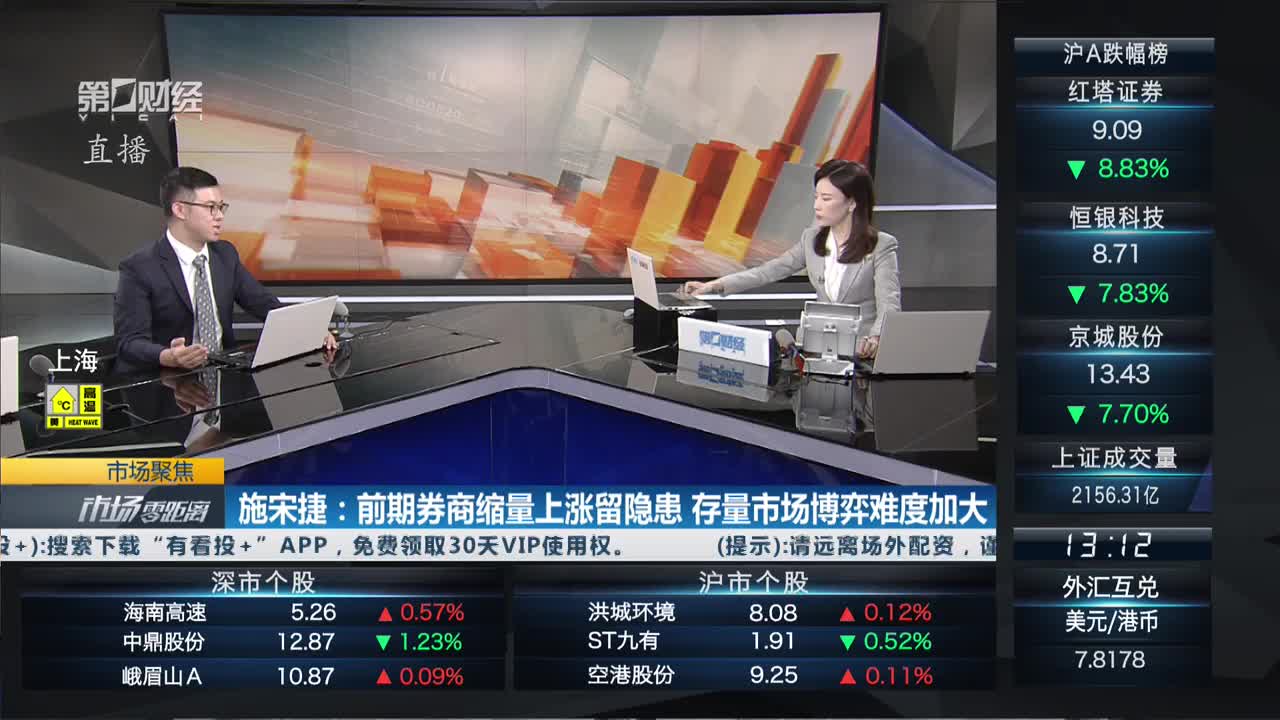 第一财经
YICAI
直播
第一财经
上海
℃
高温
黄
HEAT WAVE
市场聚焦
市场零距离
施宋捷：前期券商缩量上涨留隐患 存量市场博弈难度加大
投+):搜索下载“有看投+”APP，免费领取30天VIP使用权。 (提示):请远离场外配资，谨
深市个股
海南高速 5.26 ▲ 0.57%
中鼎股份 12.87 ▼ 1.23%
峨眉山A 10.87 ▲ 0.09%
沪市个股
洪城环境 8.08 ▲ 0.12%
ST九有 1.91 ▼ 0.52%
空港股份 9.25 ▲ 0.11%
沪A跌幅榜
红塔证券
9.09
▼ 8.83%
恒银科技
8.71
▼ 7.83%
京城股份
13.43
▼ 7.70%
上证成交量
2156.31亿
13:12
外汇互兑
美元/港币
7.8178